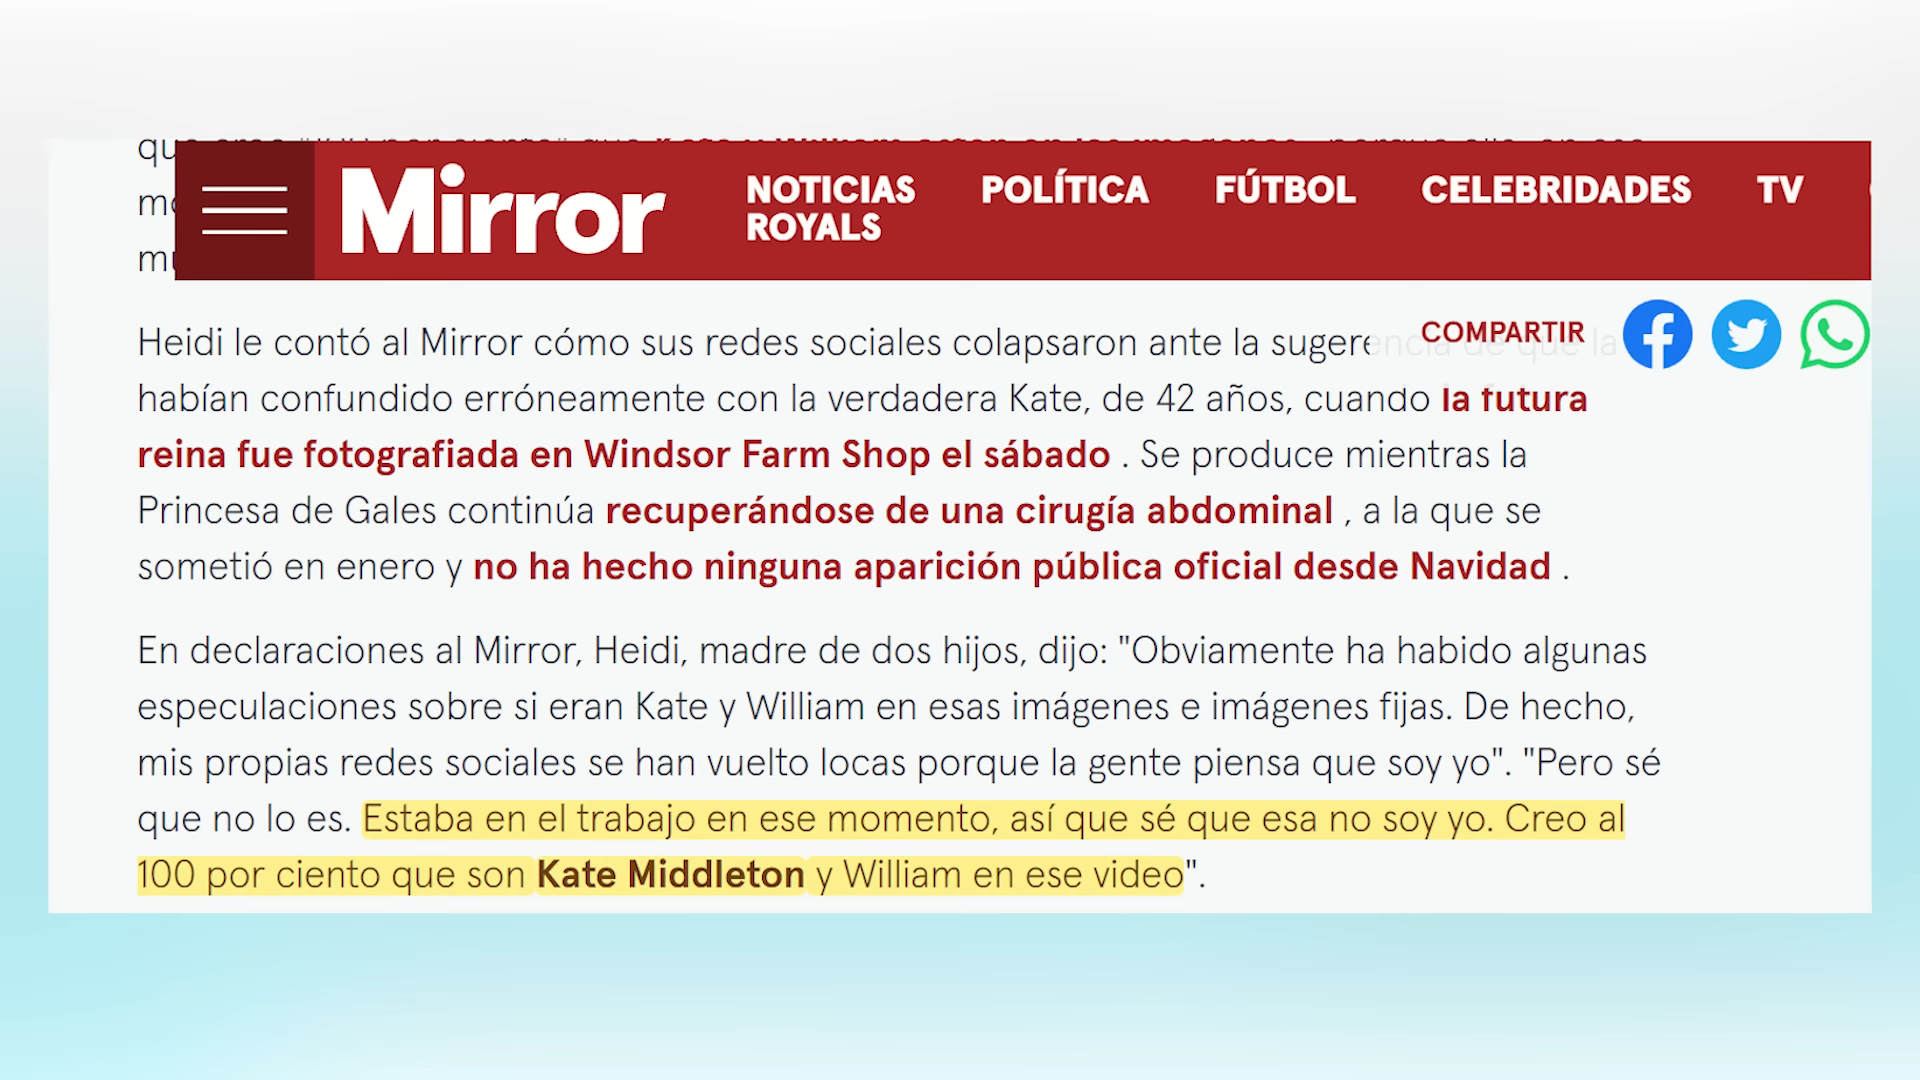 Mirror
NOTICIAS POLÍTICA FÚTBOL CELEBRIDADES TV
ROYALS
COMPARTIR
Heidi le contó al Mirror cómo sus redes sociales colapsaron ante la sugerencia de que la
habían confundido erróneamente con la verdadera Kate, de 42 años, cuando la futura
reina fue fotografiada en Windsor Farm Shop el sábado . Se produce mientras la
Princesa de Gales continúa recuperándose de una cirugía abdominal , a la que se
sometió en enero y no ha hecho ninguna aparición pública oficial desde Navidad .
En declaraciones al Mirror, Heidi, madre de dos hijos, dijo: "Obviamente ha habido algunas
especulaciones sobre si eran Kate y William en esas imágenes e imágenes fijas. De hecho,
mis propias redes sociales se han vuelto locas porque la gente piensa que soy yo". "Pero sé
que no lo es. Estaba en el trabajo en ese momento, así que sé que esa no soy yo. Creo al
100 por ciento que son Kate Middleton y William en ese video".